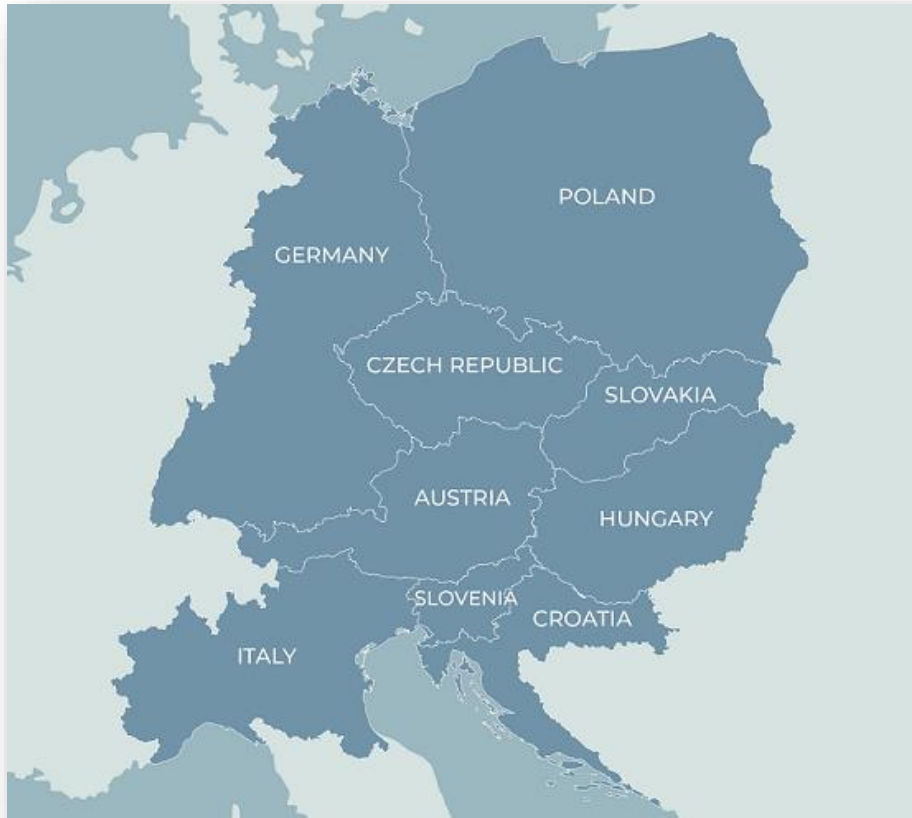 POLAND
GERMANY
CZECH REPUBLIC
SLOVAKIA
AUSTRIA
HUNGARY
SLOVENIA
CROATIA
ITALY